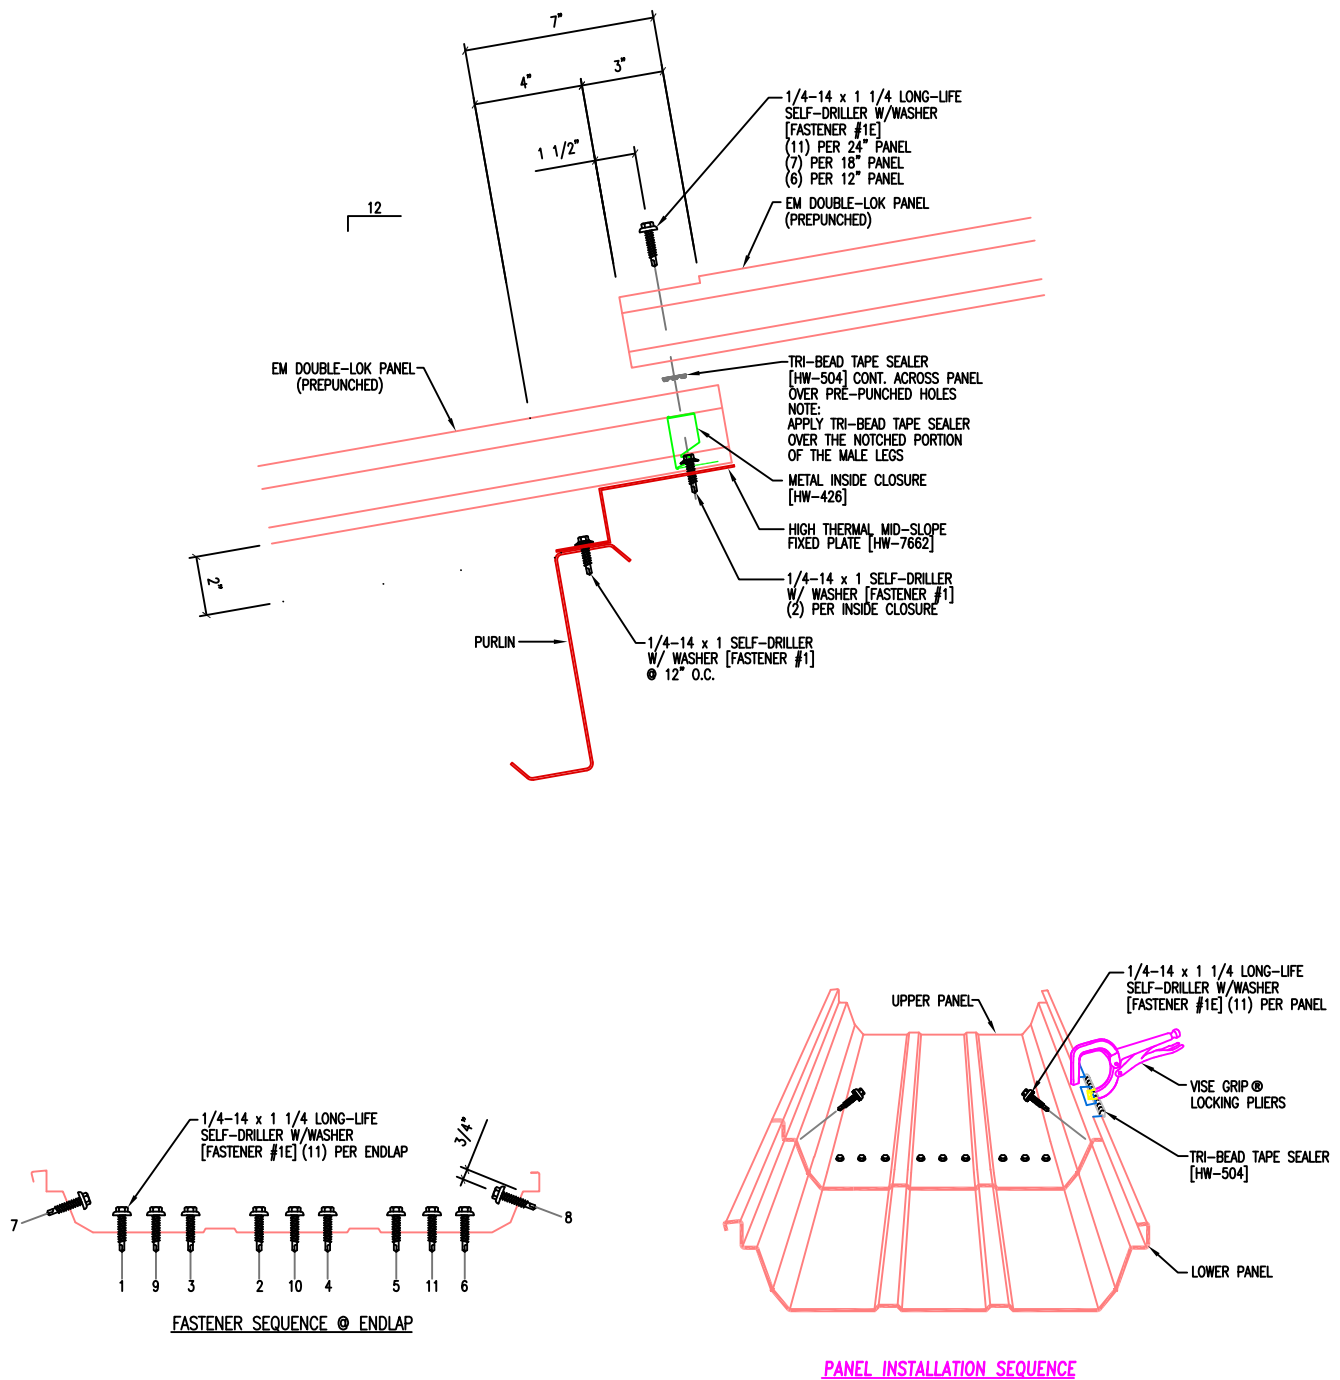 7"
4"
3"
1 1/2"
1/4-14 x 1 1/4 LONG-LIFE
SELF-DRILLER W/WASHER
[FASTENER #1E]
(11) PER 24" PANEL
(7) PER 18" PANEL
(6) PER 12" PANEL
12
EM DOUBLE-LOK PANEL
(PREPUNCHED)
EM DOUBLE-LOK PANEL
(PREPUNCHED)
TRI-BEAD TAPE SEALER
[HW-504] CONT. ACROSS PANEL
OVER PRE-PUNCHED HOLES
NOTE:
APPLY TRI-BEAD TAPE SEALER
OVER THE NOTCHED PORTION
OF THE MALE LEGS
METAL INSIDE CLOSURE
[HW-426]
HIGH THERMAL MID-SLOPE
FIXED PLATE [HW-7662]
2"
1/4-14 x 1 SELF-DRILLER
W/ WASHER [FASTENER #1]
(2) PER INSIDE CLOSURE
PURLIN
1/4-14 x 1 SELF-DRILLER
W/ WASHER [FASTENER #1]
@ 12" O.C.
1/4-14 x 1 1/4 LONG-LIFE
SELF-DRILLER W/WASHER
[FASTENER #1E] (11) PER ENDLAP
3/4"
7
8
1 9 3 2 10 4 5 11 6
FASTENER SEQUENCE @ ENDLAP
1/4-14 x 1 1/4 LONG-LIFE
SELF-DRILLER W/WASHER
[FASTENER #1E] (11) PER PANEL
UPPER PANEL
VISE GRIP®
LOCKING PLIERS
TRI-BEAD TAPE SEALER
[HW-504]
LOWER PANEL
PANEL INSTALLATION SEQUENCE